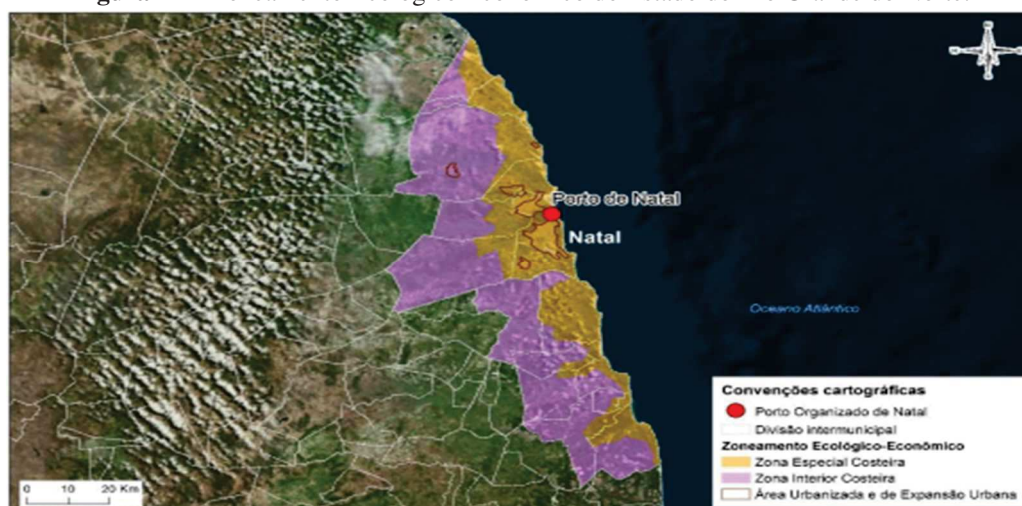 Porto de Natal
Natal
Oceano Atlântico
Convenções cartográficas
Porto Organizado de Natal
Divisão intermunicipal
Zoneamento Ecológico-Econômico
Zona Especial Costeira
Zona Interior Costeira
Área Urbanizada e de Expansão Urbana
0 10 20 Km